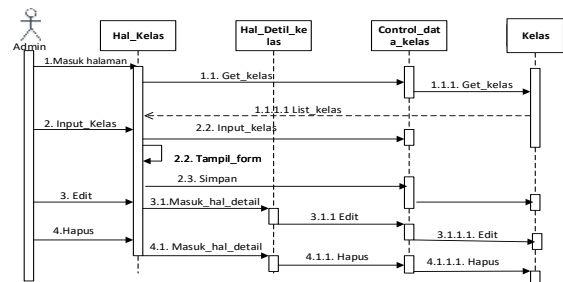 Admin
Hal_Kelas
Hal_Detil_ke
las
Control_dat
a_kelas
Kelas
1.Masuk halaman
1.1. Get_kelas
1.1.1. Get_kelas
1.1.1.1 List_kelas
2. Input_Kelas
2.2. Input_kelas
2.2. Tampil_form
2.3. Simpan
3. Edit
3.1.Masuk_hal_detail
3.1.1 Edit
3.1.1.1. Edit
4.Hapus
4.1. Masuk_hal_detail
4.1.1. Hapus
4.1.1.1. Hapus